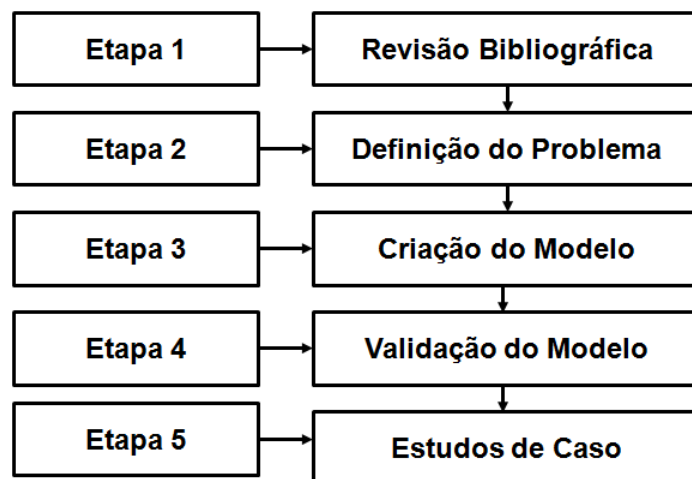 Etapa 1
Revisão Bibliográfica
Etapa 2
Definição do Problema
Etapa 3
Criação do Modelo
Etapa 4
Validação do Modelo
Etapa 5
Estudos de Caso